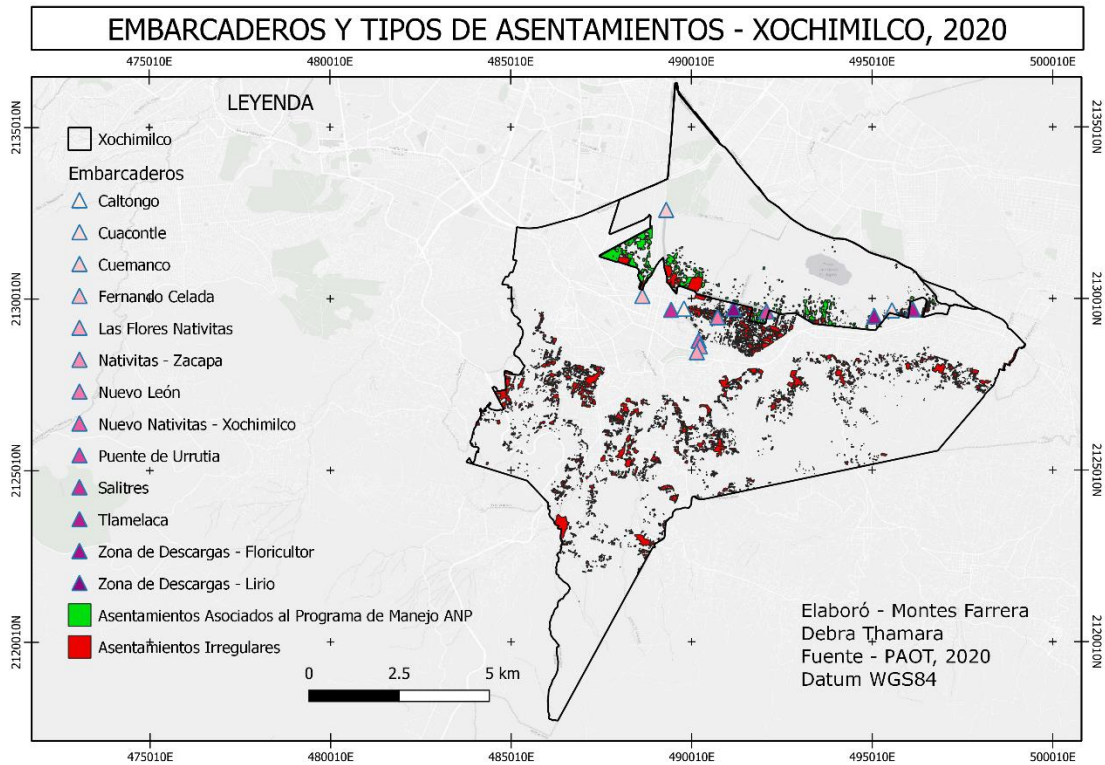 EMBARCADEROS Y TIPOS DE ASENTAMIENTOS - XOCHIMILCO, 2020
475010E 480010E 485010E 490010E 495010E 500010E
LEYENDA
Xochimilco
Embarcaderos
Caltongo
Cuacontle
Cuemanco
Fernando Celada
Las Flores Nativitas
Nativitas - Zacapa
Nuevo León
Nuevo Nativitas - Xochimilco
Puente de Urrutia
Salitres
Tlamelaca
Zona de Descargas - Floricultor
Zona de Descargas - Lirio
Asentamientos Asociados al Programa de Manejo ANP
Asentamientos Irregulares
0 2.5 5 km
Elaboró - Montes Farrera
Debra Thamara
Fuente - PAOT, 2020
Datum WGS84
2135010N
2130010N
2125010N
2120010N
2135010N
2130010N
2125010N
2120010N
475010E 480010E 485010E 490010E 495010E 500010E